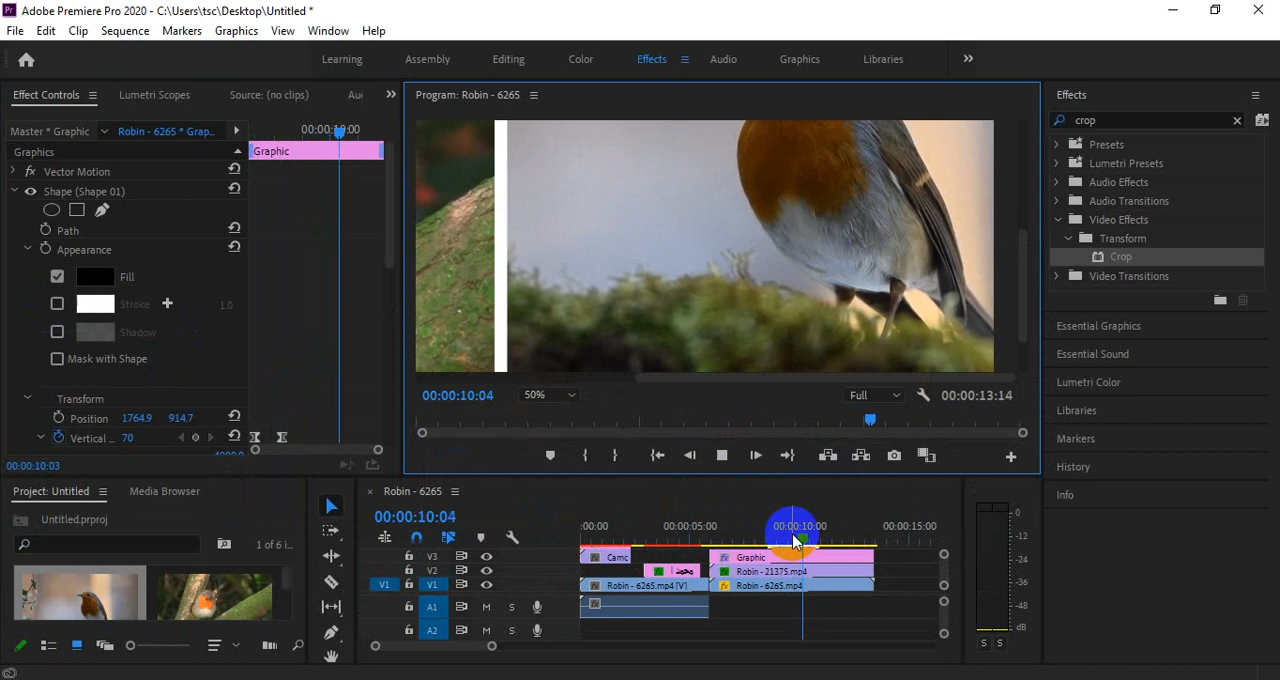 Adobe Premiere Pro 2020 - C:\Users\tsc\Desktop\Untitled *
File Edit Clip Sequence Markers Graphics View Window Help
Learning Assembly Editing Color Effects Audio Graphics Libraries
Effect Controls Lumetri Scopes Source: (no clips)
Program: Robin - 6265
Effects
Master * Graphic Robin - 6265 * Grap...
crop
Graphics
Graphic
Vector Motion
Shape (Shape 01)
Path
Appearance
Fill
Stroke 1.0
Shadow
Mask with Shape
Transform
Position 1764.9 914.7
Vertical ... 70
00:00:10:03
00:00:10:04 50% Full 00:00:13:14
Presets
Lumetri Presets
Audio Effects
Audio Transitions
Video Effects
Transform
Crop
Video Transitions
Essential Graphics
Essential Sound
Lumetri Color
Libraries
Markers
History
Info
Project: Untitled Media Browser
Untitled.prproj
1 of 6 i...
Robin - 6265
00:00:10:04
:00:00 00:00:05:00 00:00:10:00 00:00:15:00
V3 Camc Graphic
V2 Robin - 21375.mp4
V1 V1 Robin - 6265.mp4 [V] Robin - 6265.mp4
A1 M S
A2 M S
0
-12
-24
-36
-48
dB
S S